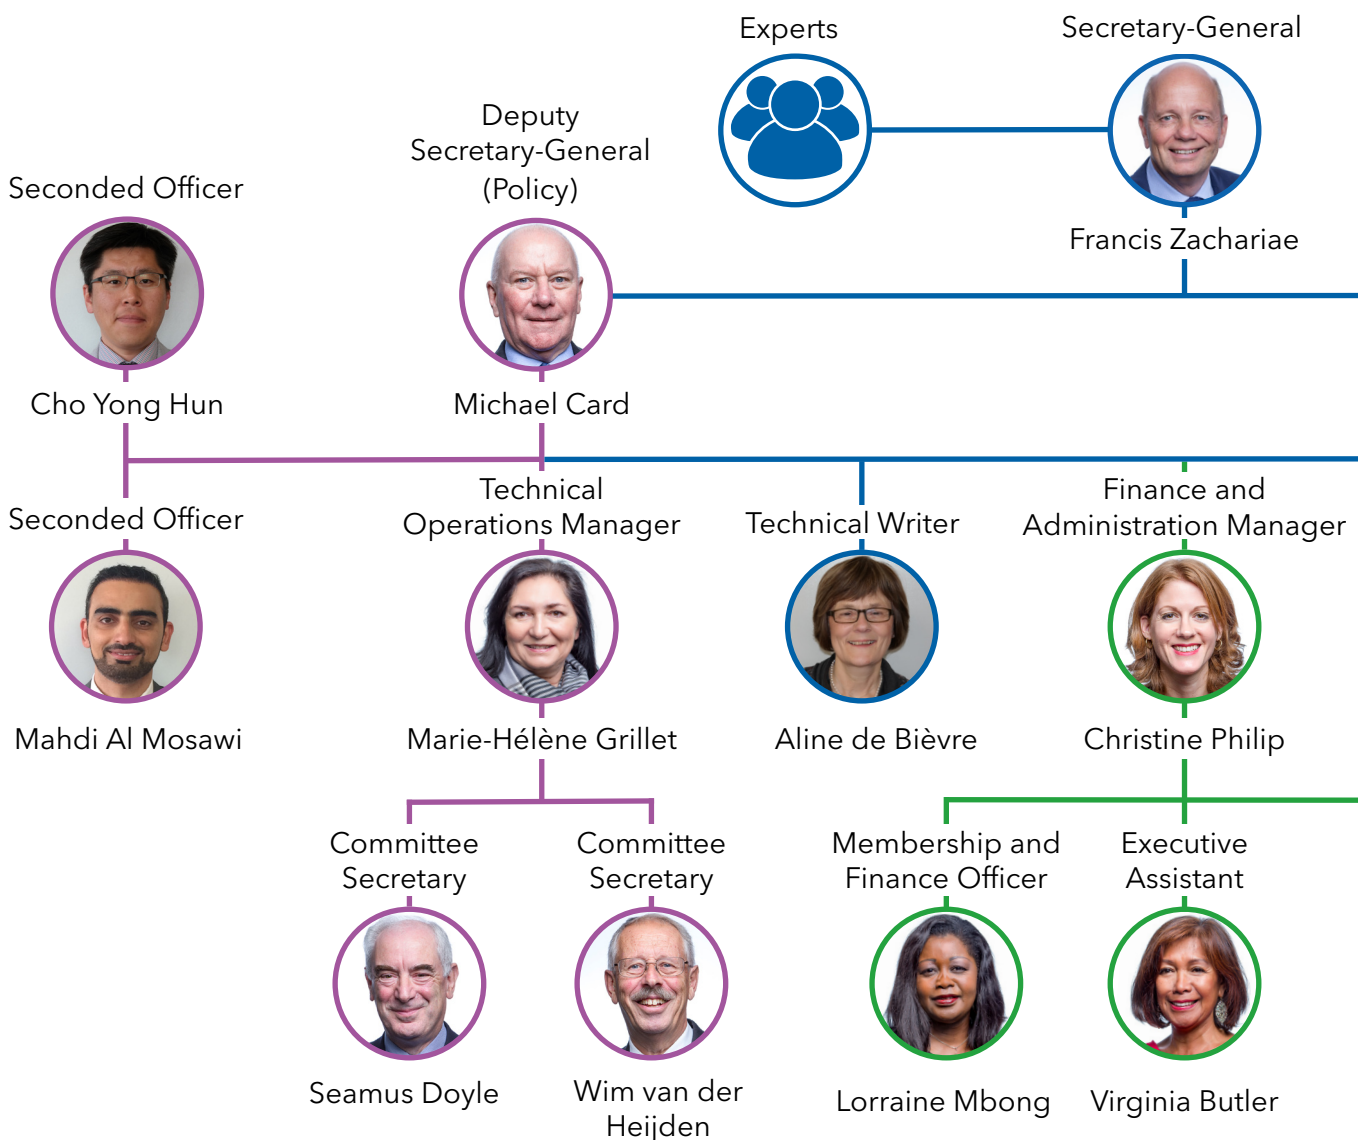 Experts
Secretary-General
Francis Zachariae
Deputy
Secretary-General
(Policy)
Michael Card
Seconded Officer
Cho Yong Hun
Seconded Officer
Mahdi Al Mosawi
Technical
Operations Manager
Marie-Hélène Grillet
Technical Writer
Aline de Bièvre
Finance and
Administration Manager
Christine Philip
Committee
Secretary
Seamus Doyle
Committee
Secretary
Wim van der
Heijden
Membership and
Finance Officer
Lorraine Mbong
Executive
Assistant
Virginia Butler